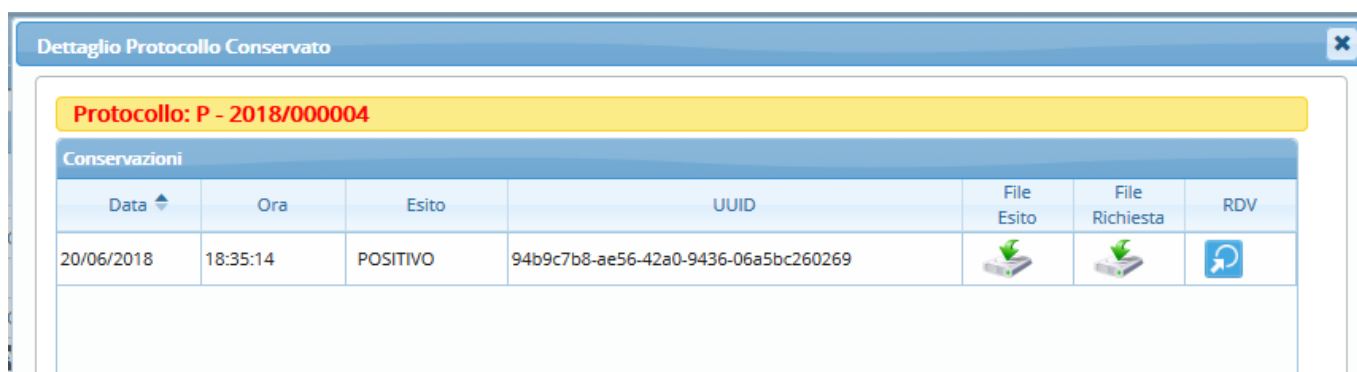 Dettaglio Protocollo Conservato
Protocollo: P - 2018/000004
Conservazioni
Data Ora Esito UUID File Esito File Richiesta RDV
20/06/2018 18:35:14 POSITIVO 94b9c7b8-ae56-42a0-9436-06a5bc260269